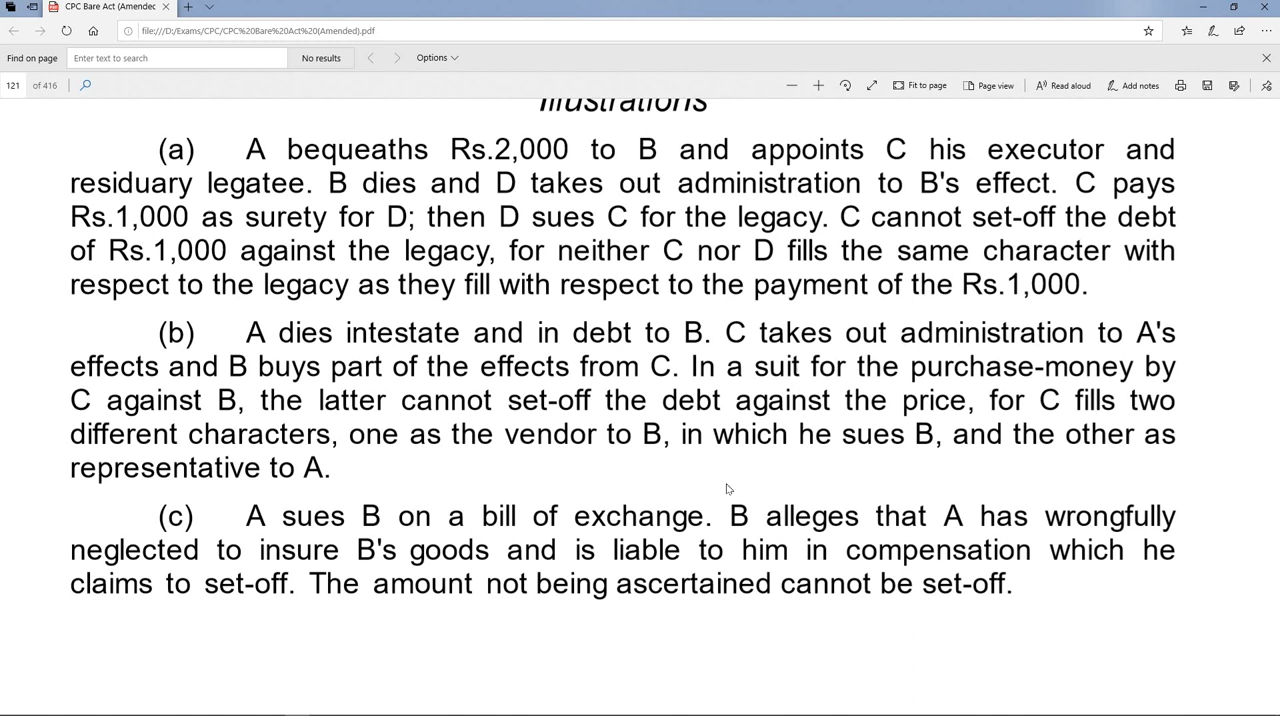 CPC Bare Act (Amended
file:///D:/Exams/CPC/CPC%20Bare%20Act%20(Amended).pdf
Find on page Enter text to search No results Options
121 of 416 Fit to page Page view Read aloud Add notes
Illustrations
(a) A bequeaths Rs.2,000 to B and appoints C his executor and
residuary legatee. B dies and D takes out administration to B's effect. C pays
Rs.1,000 as surety for D; then D sues C for the legacy. C cannot set-off the debt
of Rs.1,000 against the legacy, for neither C nor D fills the same character with
respect to the legacy as they fill with respect to the payment of the Rs.1,000.
(b) A dies intestate and in debt to B. C takes out administration to A's
effects and B buys part of the effects from C. In a suit for the purchase-money by
C against B, the latter cannot set-off the debt against the price, for C fills two
different characters, one as the vendor to B, in which he sues B, and the other as
representative to A.
(c) A sues B on a bill of exchange. B alleges that A has wrongfully
neglected to insure B's goods and is liable to him in compensation which he
claims to set-off. The amount not being ascertained cannot be set-off.